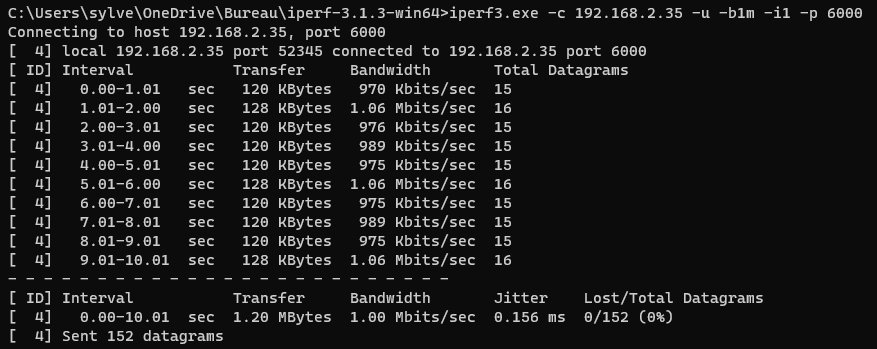 C:\Users\sylve\OneDrive\Bureau\iperf-3.1.3-win64>iperf3.exe -c 192.168.2.35 -u -b1m -i1 -p 6000
Connecting to host 192.168.2.35, port 6000
[  4] local 192.168.2.35 port 52345 connected to 192.168.2.35 port 6000
[ ID] Interval           Transfer     Bandwidth       Total Datagrams
[  4]   0.00-1.01   sec   120 KBytes   970 Kbits/sec  15
[  4]   1.01-2.00   sec   128 KBytes  1.06 Mbits/sec  16
[  4]   2.00-3.01   sec   120 KBytes   976 Kbits/sec  15
[  4]   3.01-4.00   sec   120 KBytes   989 Kbits/sec  15
[  4]   4.00-5.01   sec   120 KBytes   975 Kbits/sec  15
[  4]   5.01-6.00   sec   128 KBytes  1.06 Mbits/sec  16
[  4]   6.00-7.01   sec   120 KBytes   975 Kbits/sec  15
[  4]   7.01-8.01   sec   120 KBytes   989 Kbits/sec  15
[  4]   8.01-9.01   sec   120 KBytes   975 Kbits/sec  15
[  4]   9.01-10.01  sec   128 KBytes  1.06 Mbits/sec  16
- - - - - - - - - - - - - - - - - - - - - - - - -
[ ID] Interval           Transfer     Bandwidth       Jitter    Lost/Total Datagrams
[  4]   0.00-10.01  sec  1.20 MBytes  1.00 Mbits/sec  0.156 ms  0/152 (0%)
[  4] Sent 152 datagrams